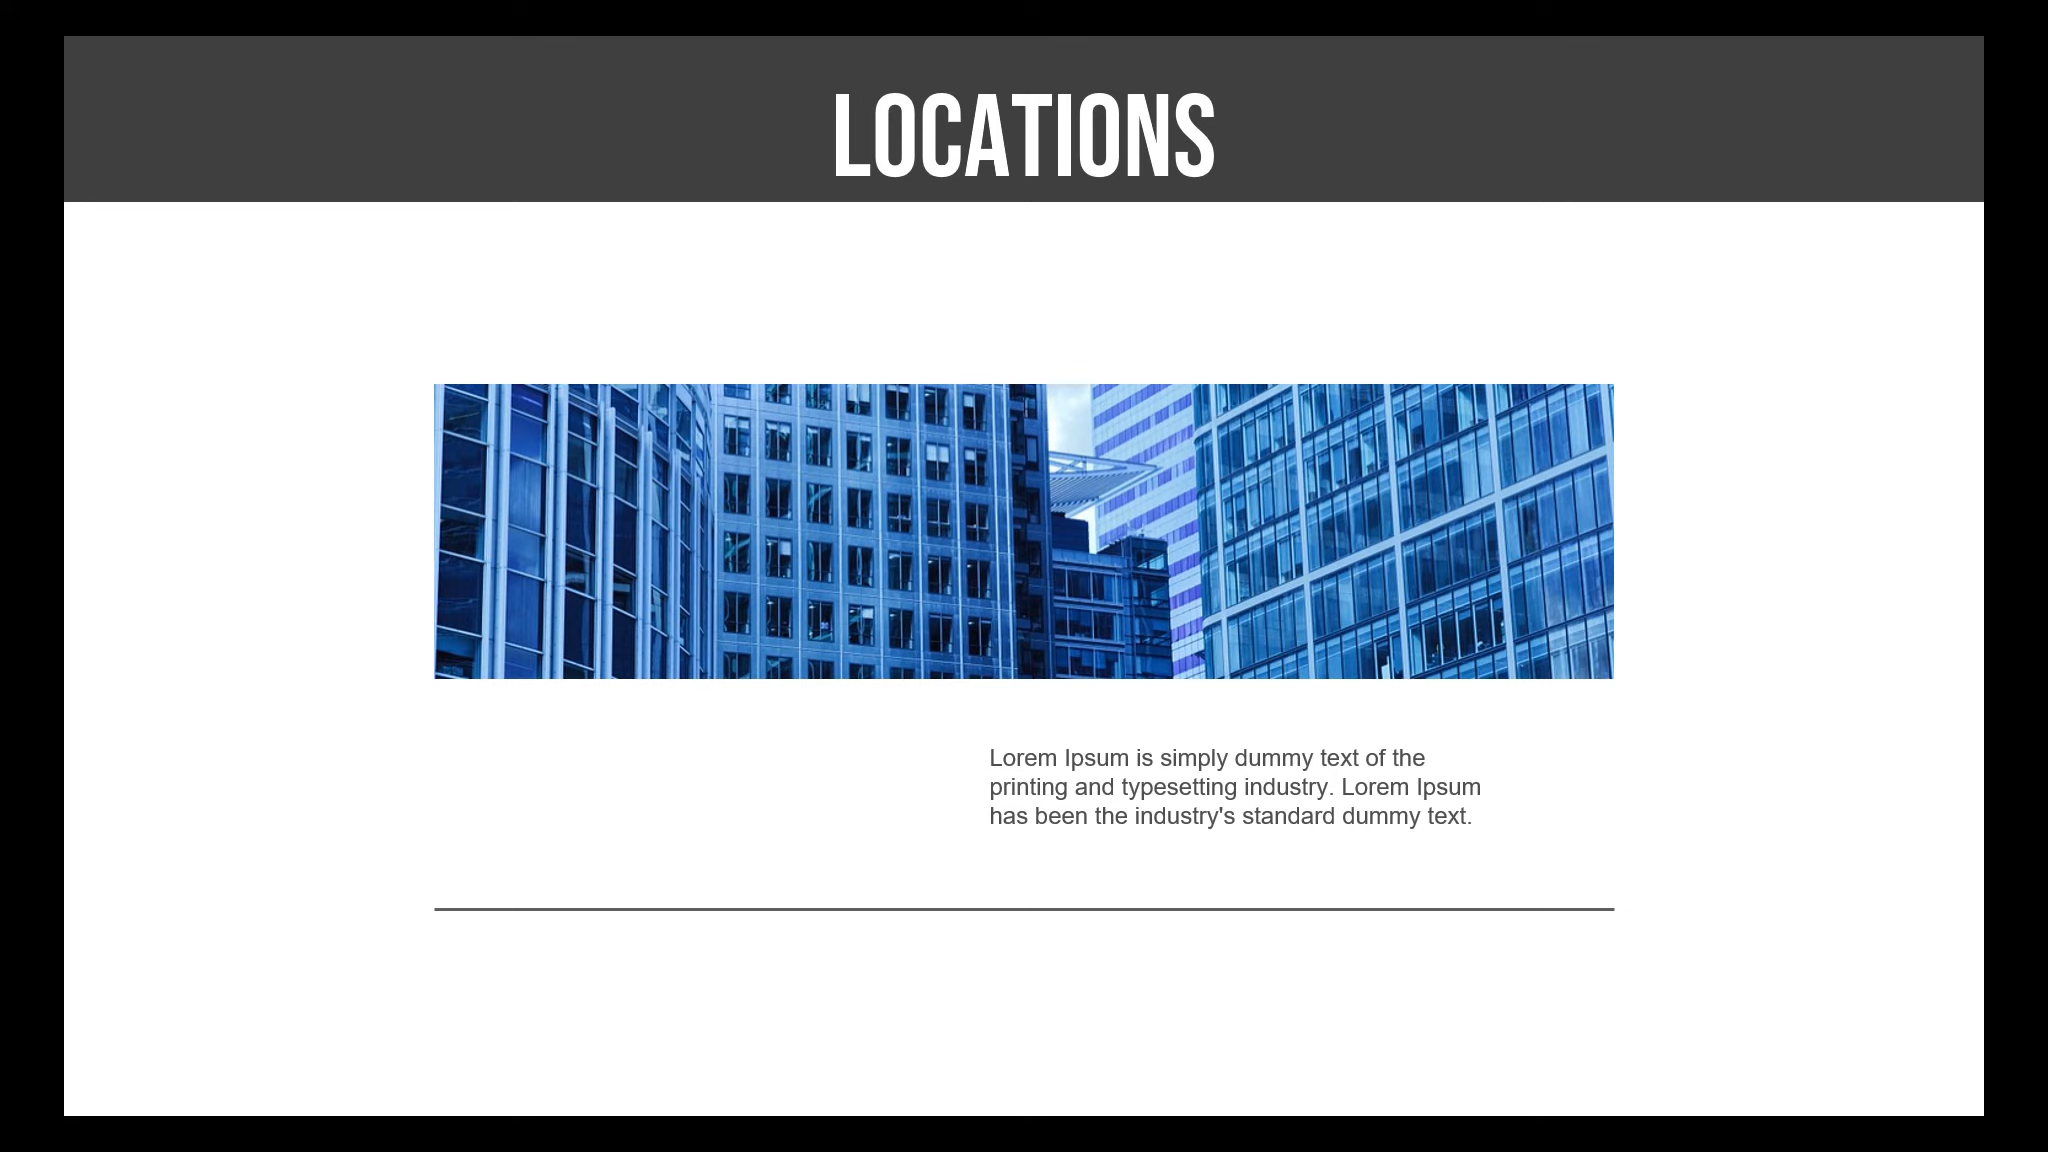 LOCATIONS
Lorem Ipsum is simply dummy text of the
printing and typesetting industry. Lorem Ipsum
has been the industry's standard dummy text.